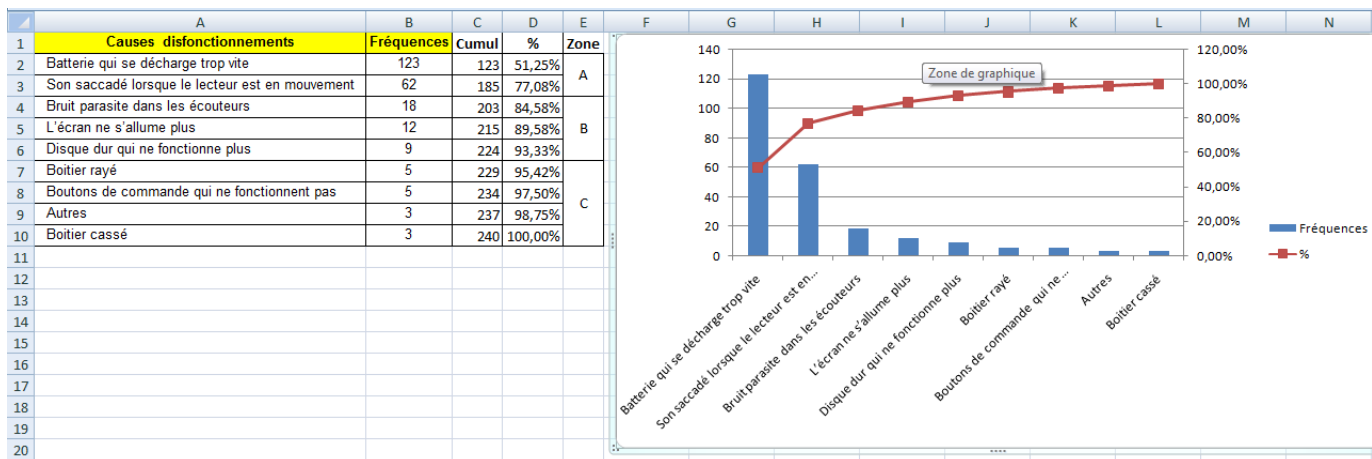 A B C D E F G H I J K L M N
1 Causes disfonctionnements Fréquences Cumul % Zone
2 Batterie qui se décharge trop vite 123 123 51,25% A
3 Son saccadé lorsque le lecteur est en mouvement 62 185 77,08%
4 Bruit parasite dans les écouteurs 18 203 84,58% B
5 L'écran ne s'allume plus 12 215 89,58%
6 Disque dur qui ne fonctionne plus 9 224 93,33%
7 Boitier rayé 5 229 95,42% C
8 Boutons de commande qui ne fonctionnent pas 5 234 97,50%
9 Autres 3 237 98,75%
10 Boitier cassé 3 240 100,00%
11
12
13
14
15
16
17
18
19
20
140
120
100
80
60
40
20
0
Zone de graphique
120,00%
100,00%
80,00%
60,00%
40,00%
20,00%
0,00%
Fréquences
%
Batterie qui se décharge trop vite
Son saccadé lorsque le lecteur est en...
Bruit parasite dans les écouteurs
L'écran ne s'allume plus
Disque dur qui ne fonctionne plus
Boitier rayé
Boutons de commande qui ne...
Autres
Boitier cassé